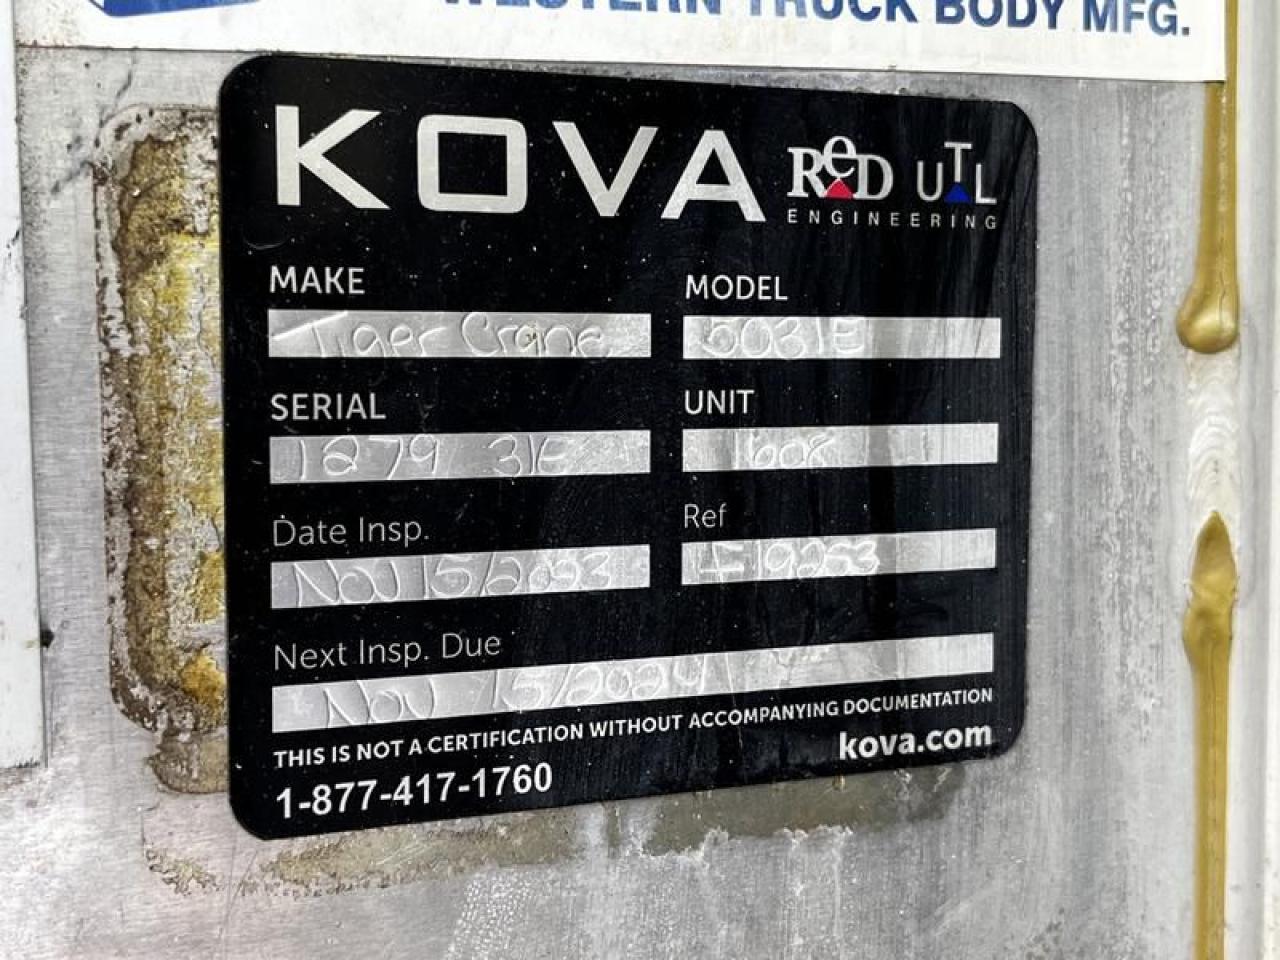 WESTERN TRUCK BODY MFG.
KOVA ReD UTL
ENGINEERING
MAKE MODEL
Tiger Crane 5031E
SERIAL UNIT
1279 31E 1608
Date Insp. Ref
Nov 15/2023 F19253
Next Insp. Due
Nov 15/2024
THIS IS NOT A CERTIFICATION WITHOUT ACCOMPANYING DOCUMENTATION
1-877-417-1760 kova.com